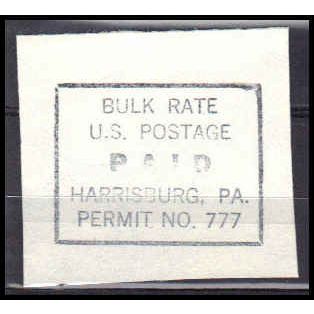 BULK RATE
U.S. POSTAGE
PAID
HARRISBURG, PA.
PERMIT NO. 777